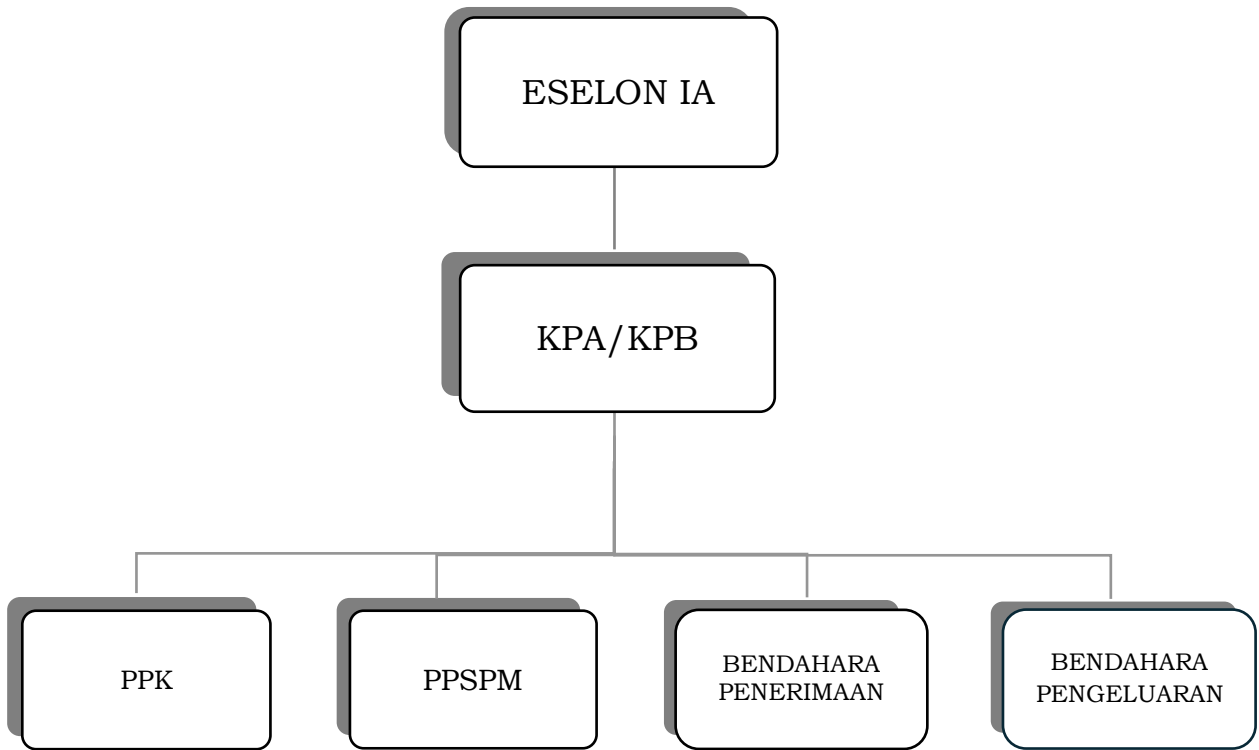 ESELON IA
KPA/KPB
PPK
PPSPM
BENDAHARA
PENERIMAAN
BENDAHARA
PENGELUARAN